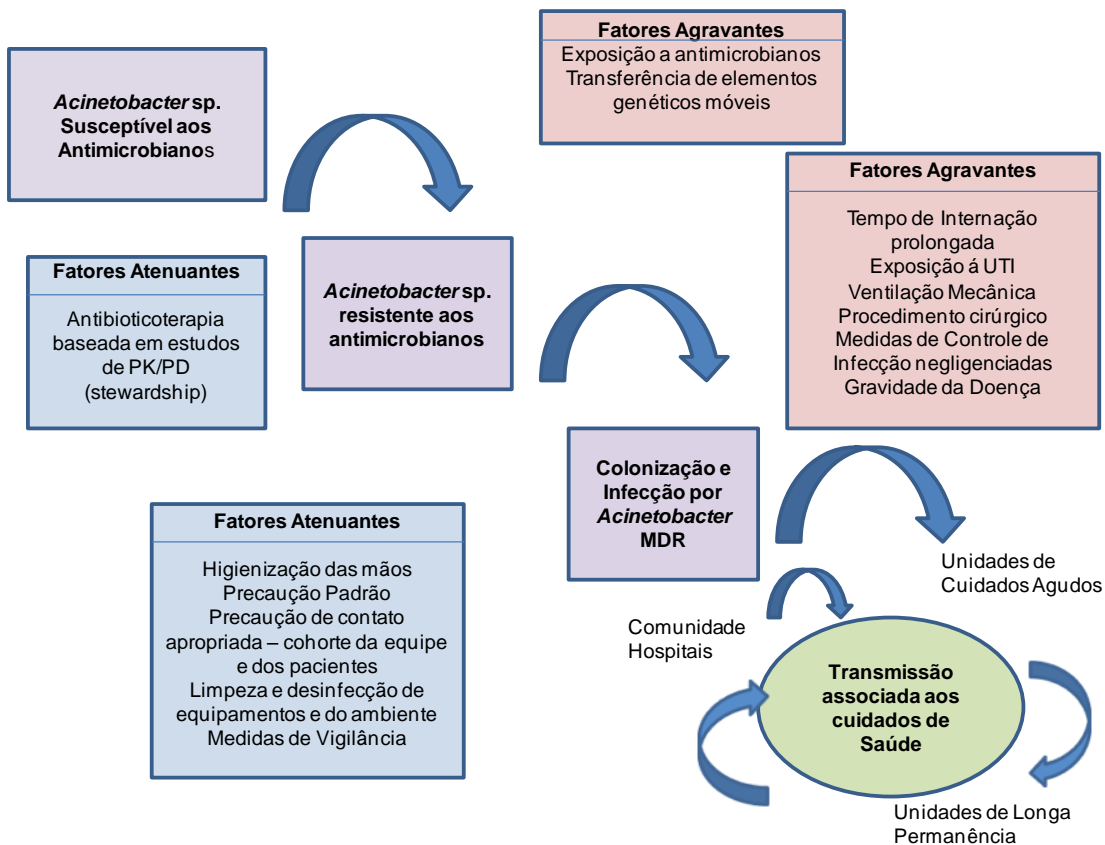 Acinetobacter sp.
Susceptível aos
Antimicrobianos
Fatores Agravantes
Exposição a antimicrobianos
Transferência de elementos
genéticos móveis
Fatores Atenuantes
Antibioticoterapia
baseada em estudos
de PK/PD
(stewardship)
Acinetobacter sp.
resistente aos
antimicrobianos
Fatores Agravantes
Tempo de Internação
prolongada
Exposição á UTI
Ventilação Mecânica
Procedimento cirúrgico
Medidas de Controle de
Infecção negligenciadas
Gravidade da Doença
Colonização e
Infecção por
Acinetobacter
MDR
Fatores Atenuantes
Higienização das mãos
Precaução Padrão
Precaução de contato
apropriada – cohorte da equipe
e dos pacientes
Limpeza e desinfecção de
equipamentos e do ambiente
Medidas de Vigilância
Unidades de
Cuidados Agudos
Comunidade
Hospitais
Transmissão
associada aos
cuidados de
Saúde
Unidades de Longa
Permanência